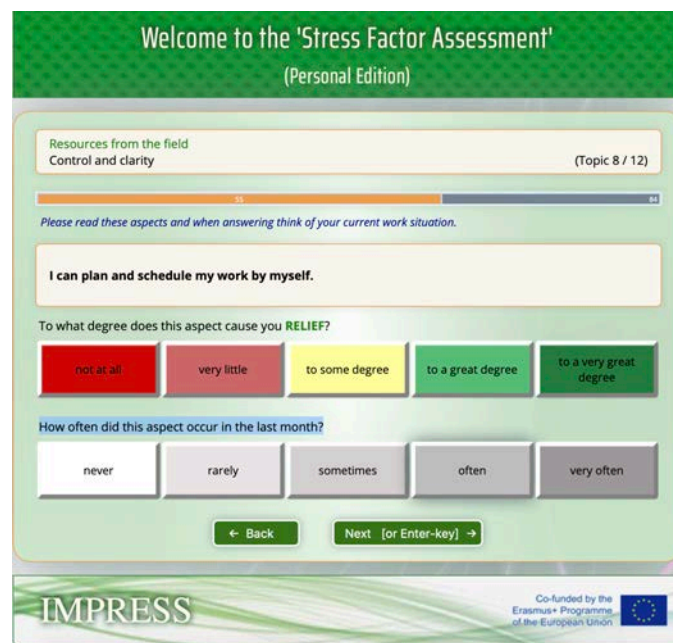 Welcome to the 'Stress Factor Assessment'
(Personal Edition)
Resources from the field
Control and clarity (Topic 8 / 12)
55 84
Please read these aspects and when answering think of your current work situation.
I can plan and schedule my work by myself.
To what degree does this aspect cause you RELIEF?
not at all very little to some degree to a great degree to a very great
degree
How often did this aspect occur in the last month?
never rarely sometimes often very often
← Back Next [or Enter-key] →
IMPRESS
Co-funded by the
Erasmus+ Programme
of the European Union